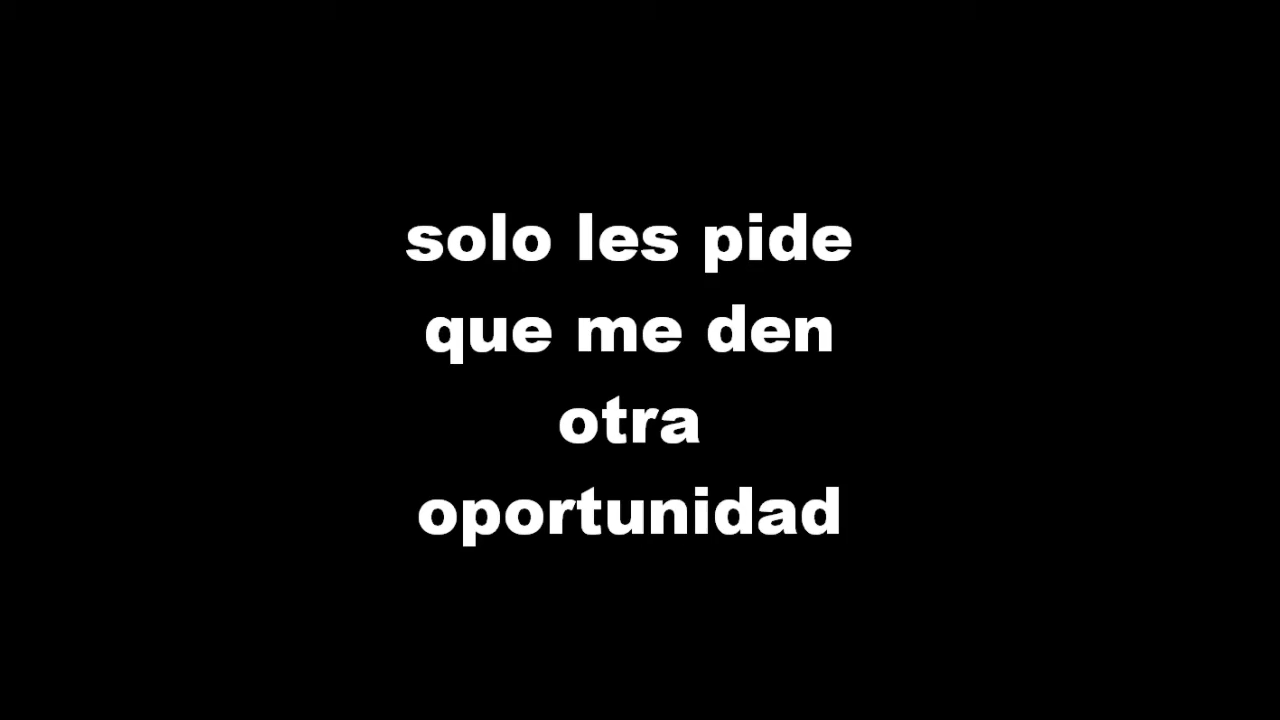 solo les pide
que me den
otra
oportunidad